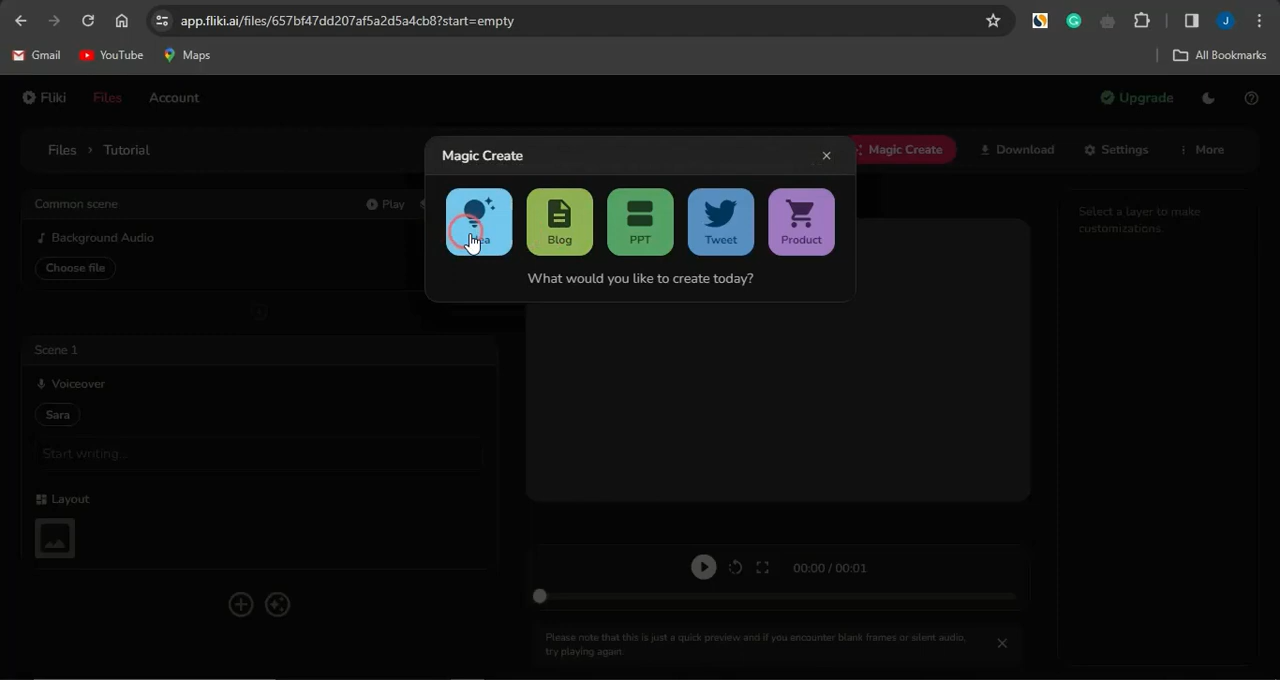 app.fliki.ai/files/657bf47dd207af5a2d5a4cb8?start=empty
J
Gmail
YouTube
Maps
All Bookmarks
Fliki
Files
Account
Upgrade
Files > Tutorial
Magic Create
Download
Settings
More
Magic Create
Common scene
Play
Background Audio
Choose file
Idea
Blog
PPT
Tweet
Product
What would you like to create today?
Select a layer to make
customizations.
Scene 1
Voiceover
Sara
Start writing...
Layout
00:00 / 00:01
Please note that this is just a quick preview and if you encounter blank frames or silent audio,
try playing again.